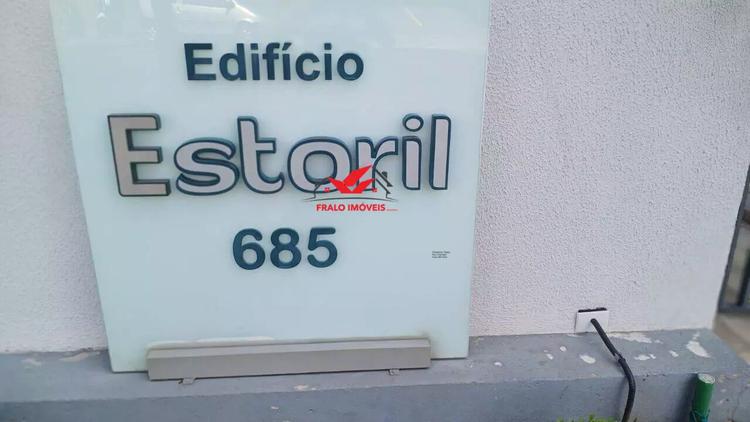 Edifício
Estoril
FRALO IMÓVEIS
685